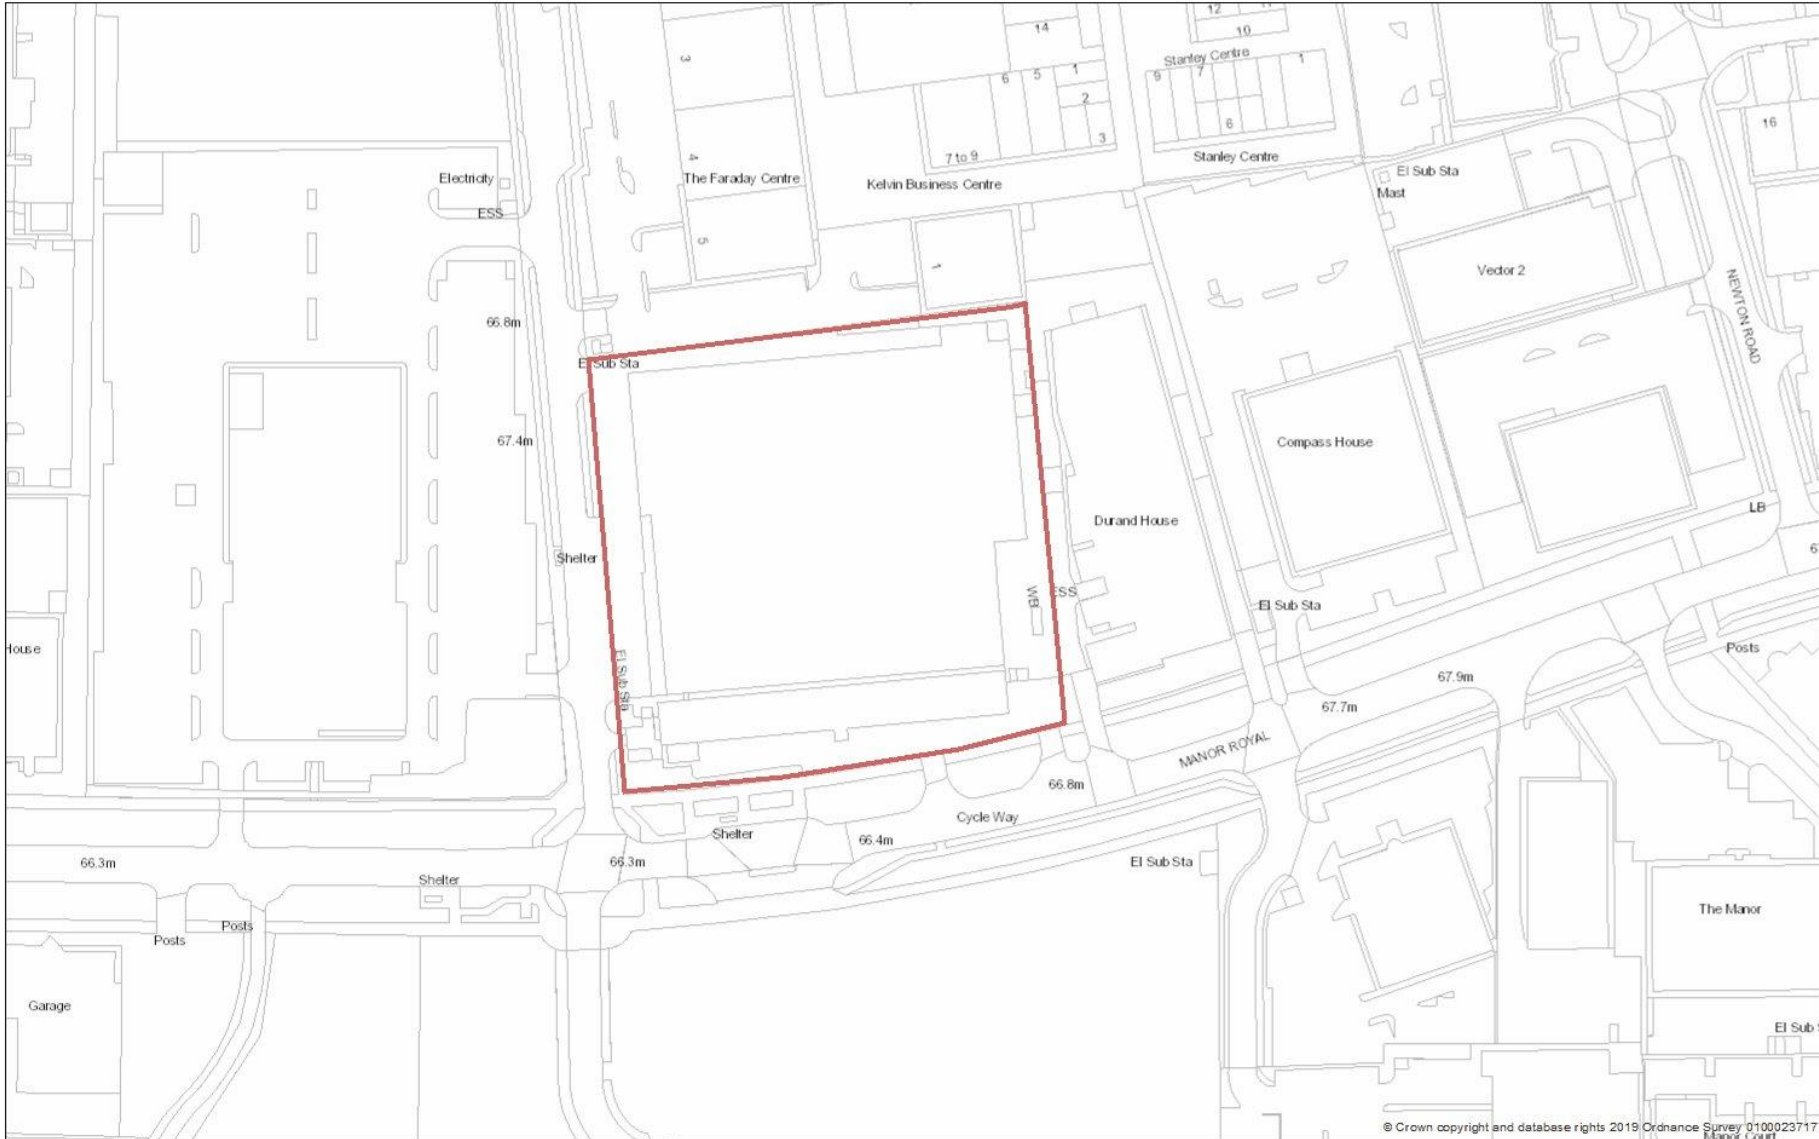 12
14
10
Stanley Centre
3
6
5
1
9
7
1
2
16
6
3
4
7 to 9
Stanley Centre
Electricity
The Faraday Centre
Kelvin Business Centre
El Sub Sta
Mast
ESS
5
1
Vector 2
NEWTON ROAD
66.8m
El Sub Sta
67.4m
Compass House
LB
Durand House
Shelter
WB
ESS
El Sub Sta
House
El Sub Sta
Posts
67.9m
67.7m
MANOR ROYAL
66.8m
Cycle Way
Shelter
66.4m
66.3m
66.3m
El Sub Sta
Shelter
The Manor
Posts
Posts
Garage
El Sub
© Crown copyright and database rights 2019 Ordnance Survey 0100023717
Manor Court